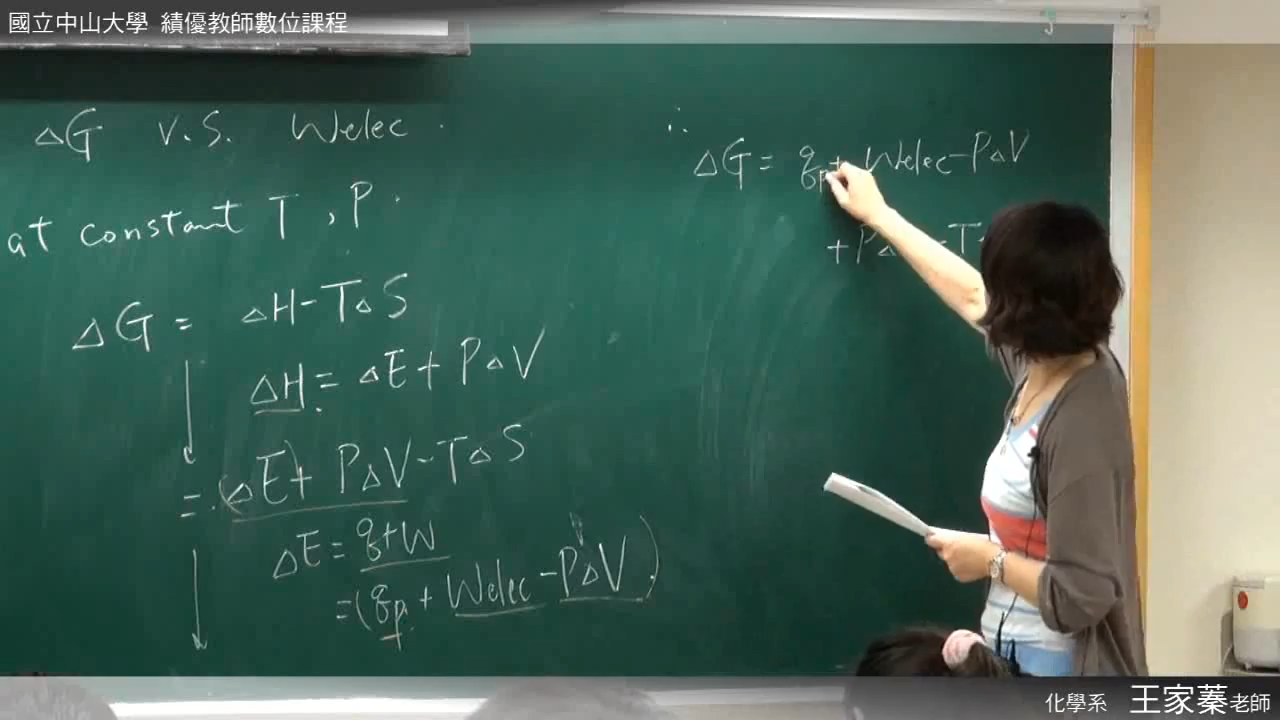 國立中山大學 績優教師數位課程
ΔG v.s. Welec.
at constant T, P.
ΔG = ΔH-TΔS
ΔH = ΔE + PΔV
= (ΔE)+ PΔV-TΔS
ΔE = q+w
=(qp + Welec -PΔV)
∴
ΔG = qp+ Welec-PΔV
+PΔ -T
化學系 王家蓁老師